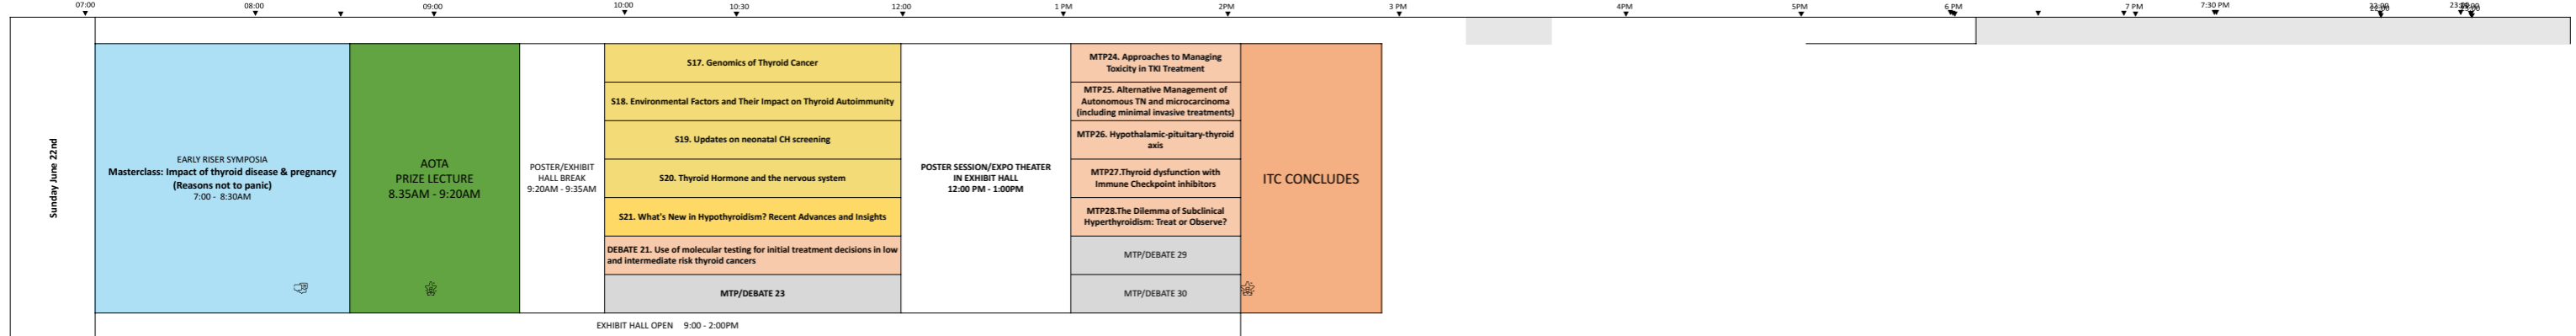 07:00
08:00
09:00
10:00
10:30
12:00
1 PM
2PM
3 PM
4PM
5PM
6 PM
7 PM
7:30 PM
Sunday June 22nd
EARLY RISER SYMPOSIA
Masterclass: Impact of thyroid disease & pregnancy
(Reasons not to panic)
7:00 - 8:30AM
AOTA
PRIZE LECTURE
8.35AM - 9:20AM
POSTER/EXHIBIT
HALL BREAK
9:20AM - 9:35AM
S17. Genomics of Thyroid Cancer
S18. Environmental Factors and Their Impact on Thyroid Autoimmunity
S19. Updates on neonatal CH screening
S20. Thyroid Hormone and the nervous system
S21. What's New in Hypothyroidism? Recent Advances and Insights
DEBATE 21. Use of molecular testing for initial treatment decisions in low
and intermediate risk thyroid cancers
MTP/DEBATE 23
POSTER SESSION/EXPO THEATER
IN EXHIBIT HALL
12:00 PM - 1:00PM
MTP24. Approaches to Managing
Toxicity in TKI Treatment
MTP25. Alternative Management of
Autonomous TN and microcarcinoma
(including minimal invasive treatments)
MTP26. Hypothalamic-pituitary-thyroid
axis
MTP27.Thyroid dysfunction with
Immune Checkpoint inhibitors
MTP28.The Dilemma of Subclinical
Hyperthyroidism: Treat or Observe?
MTP/DEBATE 29
MTP/DEBATE 30
ITC CONCLUDES
EXHIBIT HALL OPEN 9:00 - 2:00PM